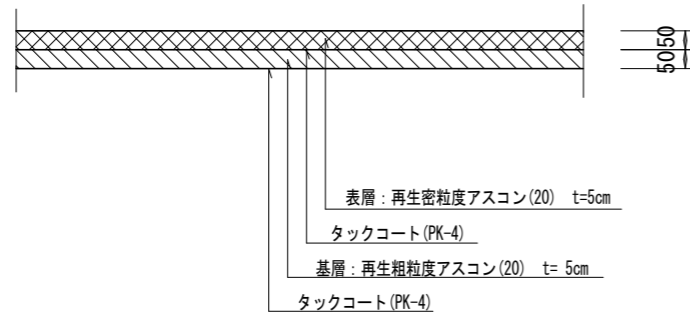 50
50
表層：再生密粒度アスコン(20) t=5cm
タックコート(PK-4)
基層：再生粗粒度アスコン(20) t= 5cm
タックコート(PK-4)